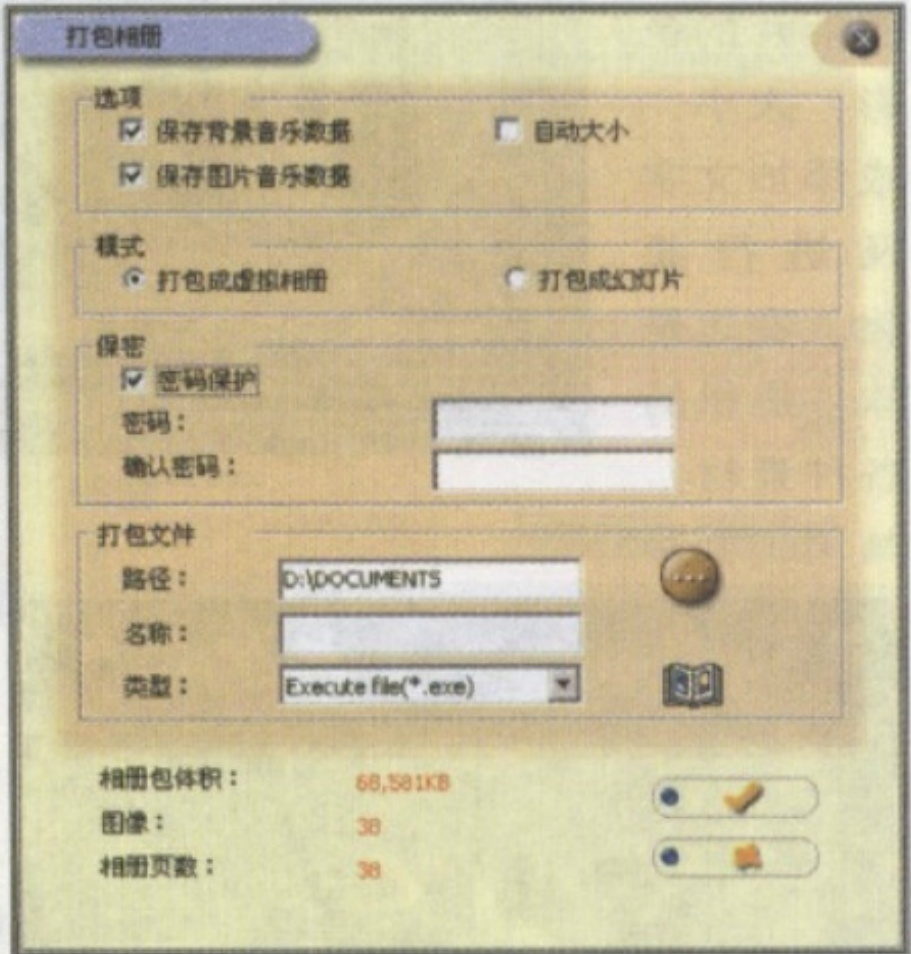 打包相册
选项
保存背景音乐数据 自动大小
保存图片音乐数据
模式
打包成虚拟相册 打包成幻灯片
保密
密码保护
密码：
确认密码：
打包文件
路径： D:\DOCUMENTS
名称：
类型： Execute file(*.exe)
相册包体积： 68,581KB
图像： 38
相册页数： 38